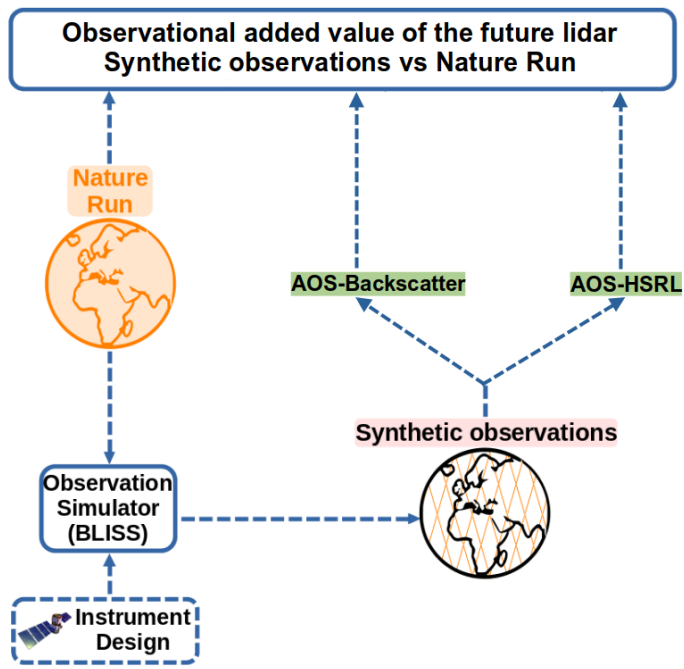 Observational added value of the future lidar
Synthetic observations vs Nature Run
Nature
Run
AOS-Backscatter
AOS-HSRL
Synthetic observations
Observation
Simulator
(BLISS)
Instrument
Design